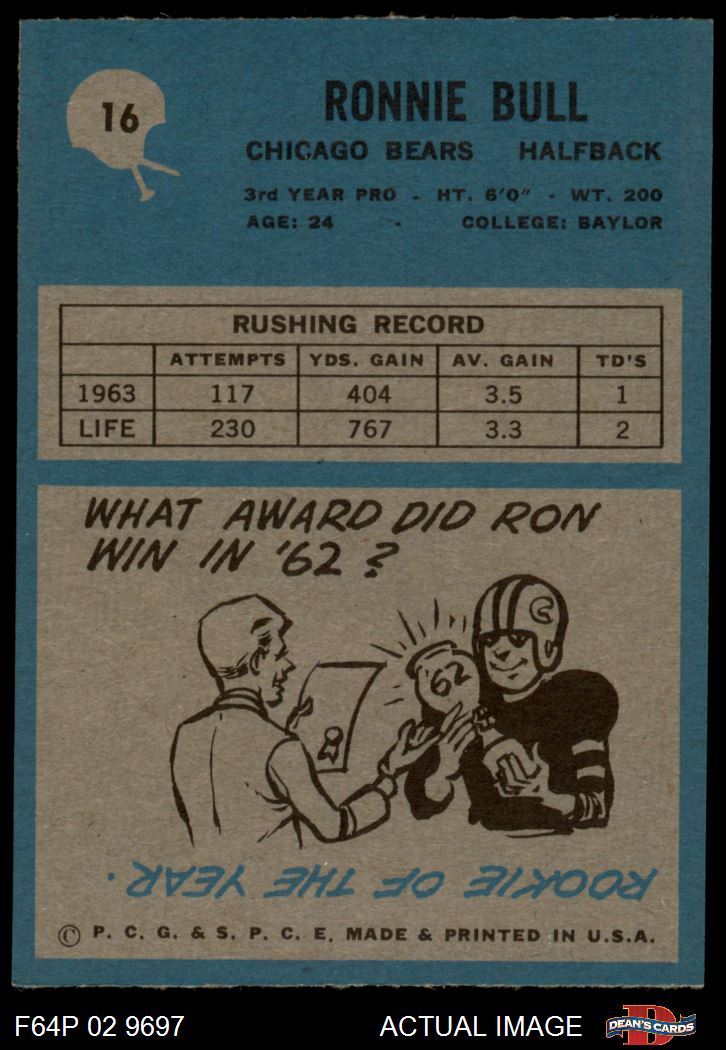 16
RONNIE BULL
CHICAGO BEARS HALFBACK
3rd YEAR PRO - HT. 6'0" - WT. 200
AGE: 24 - COLLEGE: BAYLOR
RUSHING RECORD
ATTEMPTS YDS. GAIN AV. GAIN TD'S
1963 117 404 3.5 1
LIFE 230 767 3.3 2
WHAT AWARD DID RON
WIN IN '62?
C
'62
ROOKIE OF THE YEAR.
© P. C. G. & S. P. C. E. MADE & PRINTED IN U.S.A.
F64P 02 9697 ACTUAL IMAGE
D
DEAN'S CARDS